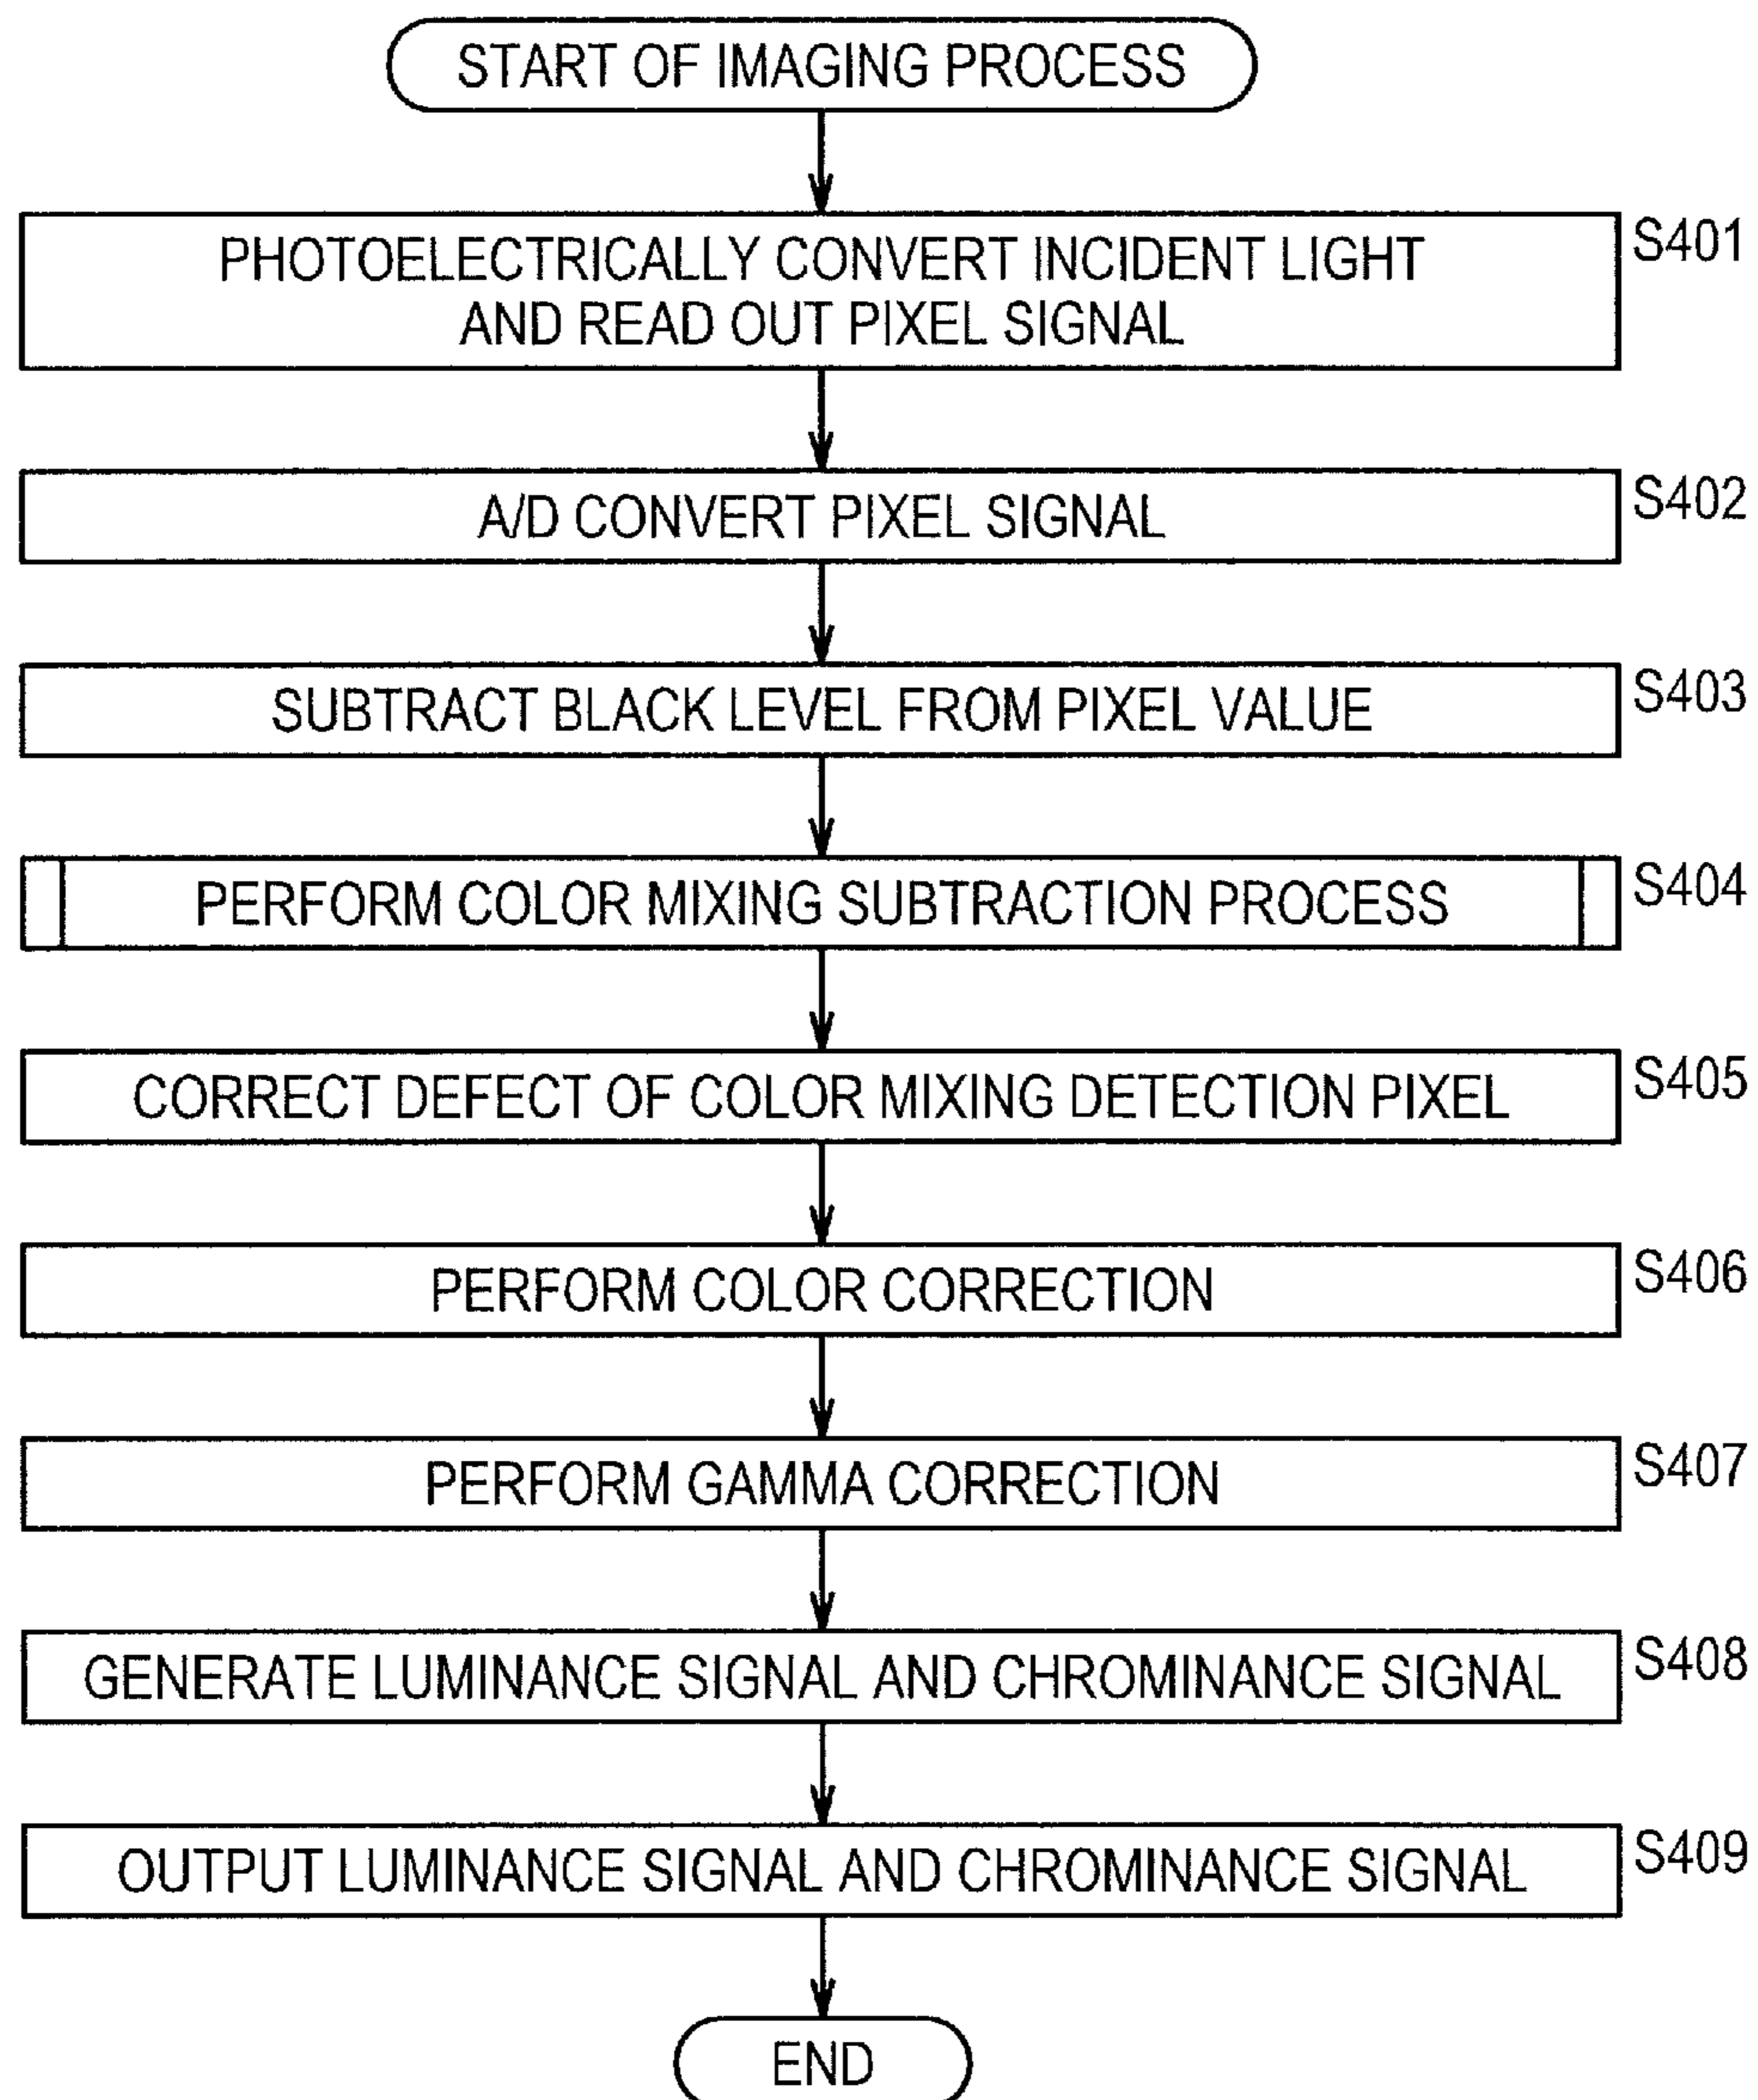 START OF IMAGING PROCESS
PHOTOELECTRICALLY CONVERT INCIDENT LIGHT
AND READ OUT PIXEL SIGNAL
S401
A/D CONVERT PIXEL SIGNAL
S402
SUBTRACT BLACK LEVEL FROM PIXEL VALUE
S403
PERFORM COLOR MIXING SUBTRACTION PROCESS
S404
CORRECT DEFECT OF COLOR MIXING DETECTION PIXEL
S405
PERFORM COLOR CORRECTION
S406
PERFORM GAMMA CORRECTION
S407
GENERATE LUMINANCE SIGNAL AND CHROMINANCE SIGNAL
S408
OUTPUT LUMINANCE SIGNAL AND CHROMINANCE SIGNAL
S409
END